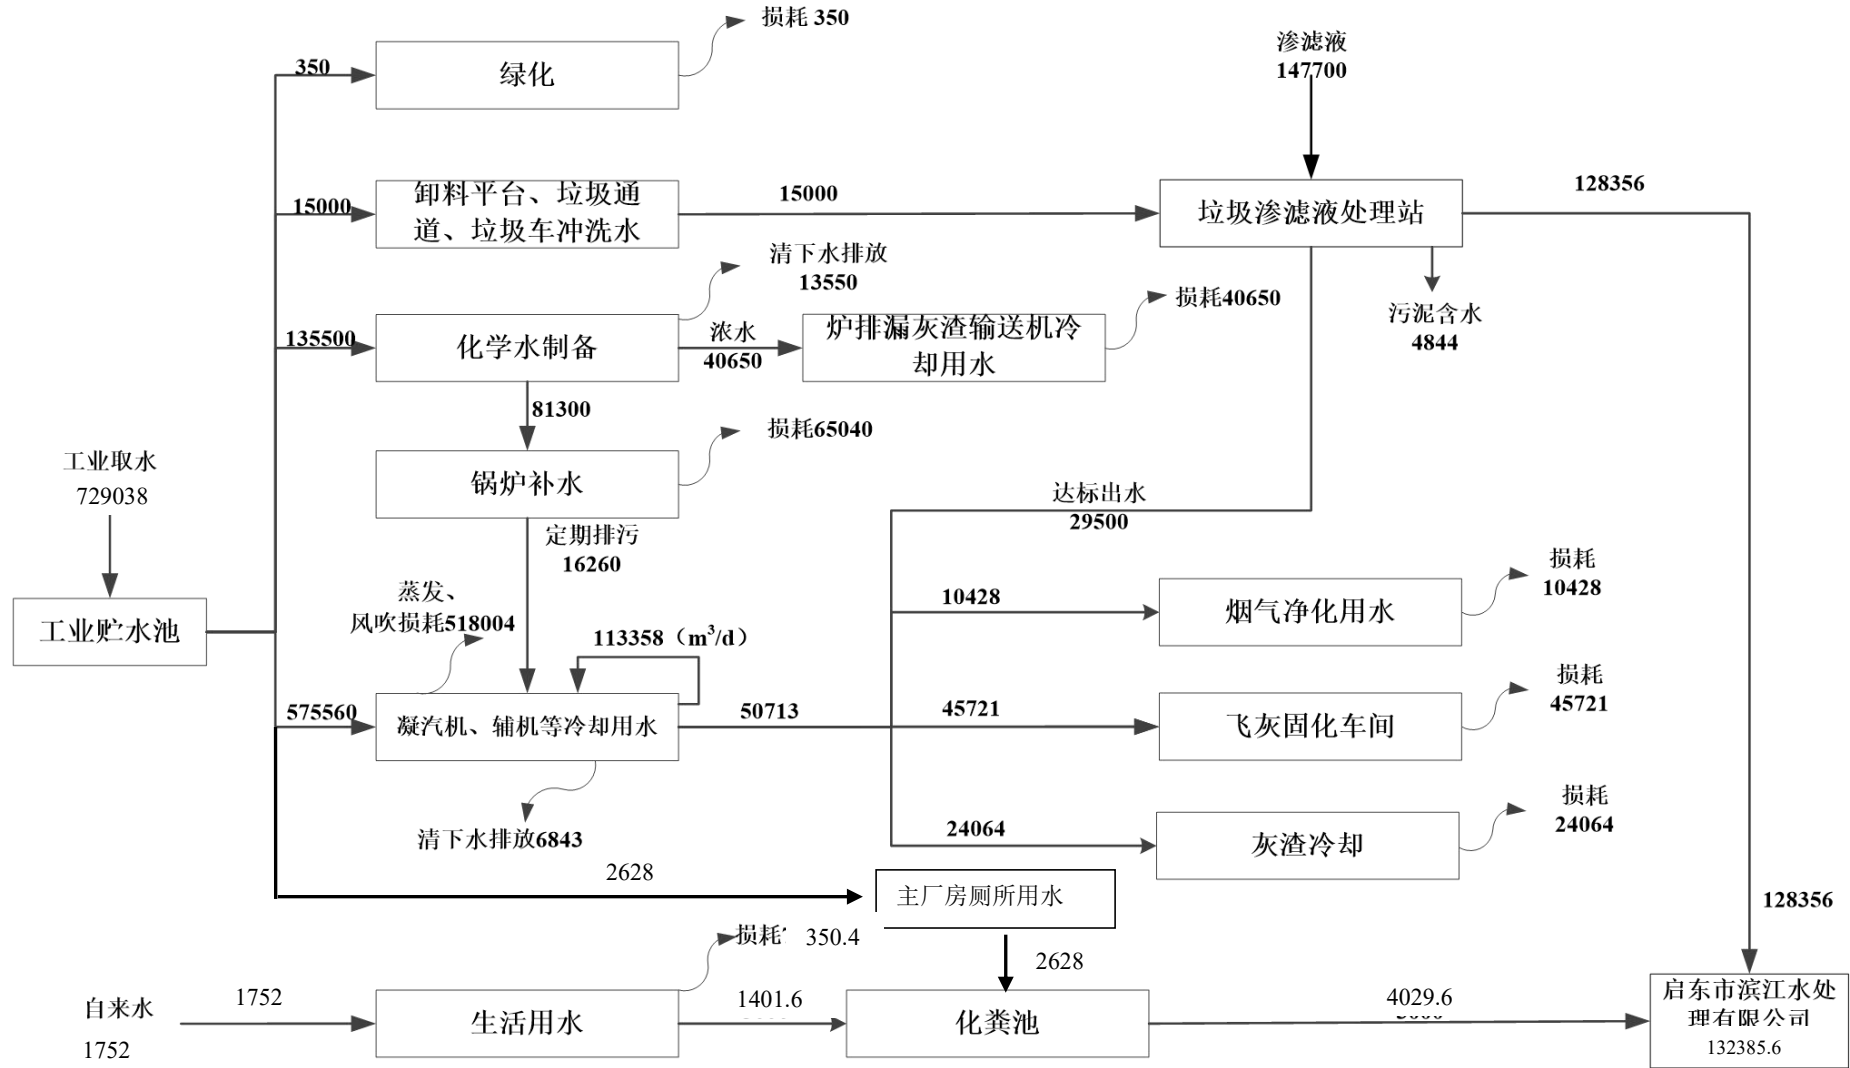 损耗 350
350
绿化
渗滤液
147700
15000
卸料平台、垃圾通
道、垃圾车冲洗水
15000
垃圾渗滤液处理站
128356
清下水排放
13550
污泥含水
4844
135500
化学水制备
浓水
40650
炉排漏灰渣输送机冷
却用水
损耗40650
81300
锅炉补水
损耗65040
工业取水
729038
工业贮水池
定期排污
16260
达标出水
29500
蒸发、
风吹损耗518004
113358（m³/d）
575560
凝汽机、辅机等冷却用水
50713
清下水排放6843
10428
烟气净化用水
损耗
10428
45721
飞灰固化车间
损耗
45721
24064
灰渣冷却
损耗
24064
2628
主厂房厕所用水
2628
128356
自来水
1752
1752
生活用水
损耗 350.4
1401.6
化粪池
4029.6
启东市滨江水处
理有限公司
132385.6